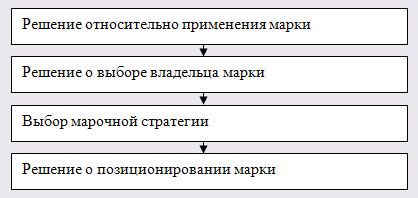 Решение относительно применения марки
Решение о выборе владельца марки
Выбор марочной стратегии
Решение о позиционировании марки